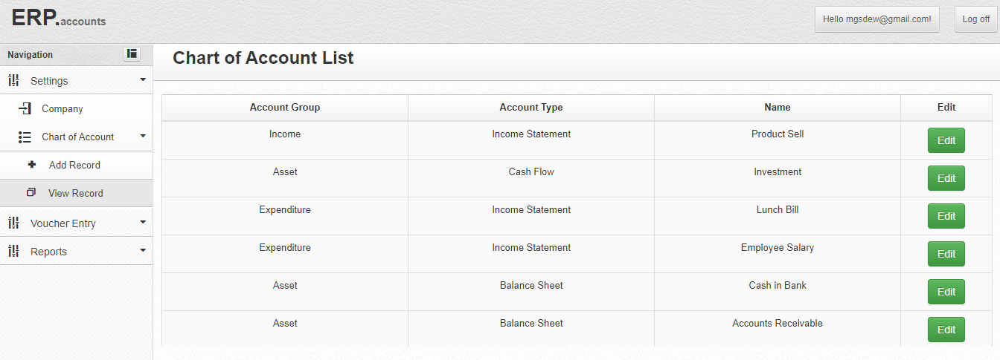 ERP.accounts
Hello mgsdew@gmail.com! Log off
Navigation
Settings
Company
Chart of Account
Add Record
View Record
Voucher Entry
Reports
Chart of Account List
Account Group Account Type Name Edit
Income Income Statement Product Sell Edit
Asset Cash Flow Investment Edit
Expenditure Income Statement Lunch Bill Edit
Expenditure Income Statement Employee Salary Edit
Asset Balance Sheet Cash in Bank Edit
Asset Balance Sheet Accounts Receivable Edit